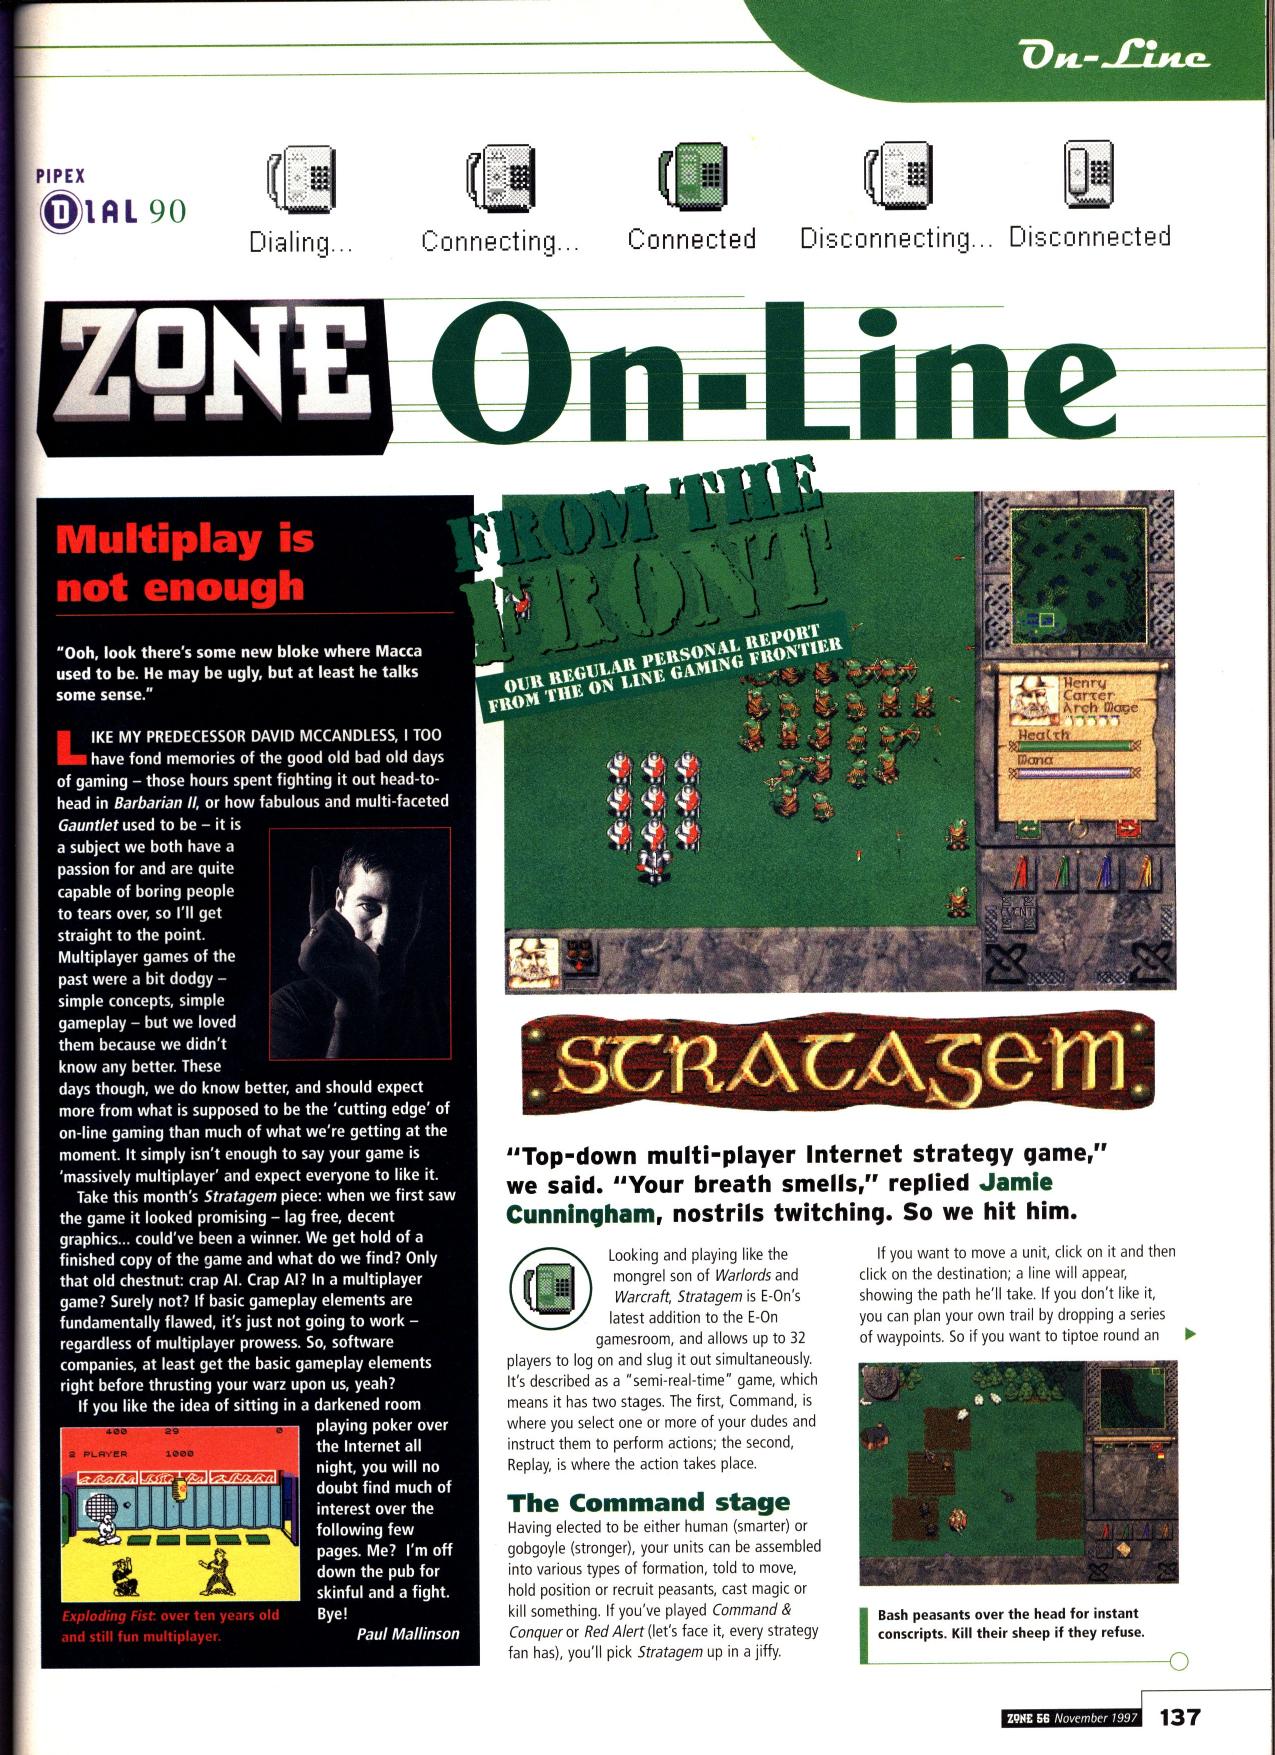 On-Line
PIPEX
DIAL 90
Dialing...
Connecting...
Connected
Disconnecting...
Disconnected
ZONE
On-Line
Multiplay is
not enough
"Ooh, look there's some new bloke where Macca
used to be. He may be ugly, but at least he talks
some sense."
LIKE MY PREDECESSOR DAVID MCCANDLESS, I TOO
have fond memories of the good old bad old days
of gaming – those hours spent fighting it out head-to-
head in Barbarian II, or how fabulous and multi-faceted
Gauntlet used to be – it is
a subject we both have a
passion for and are quite
capable of boring people
to tears over, so I'll get
straight to the point.
Multiplayer games of the
past were a bit dodgy –
simple concepts, simple
gameplay – but we loved
them because we didn't
know any better. These
days though, we do know better, and should expect
more from what is supposed to be the 'cutting edge' of
on-line gaming than much of what we're getting at the
moment. It simply isn't enough to say your game is
'massively multiplayer' and expect everyone to like it.
Take this month's Stratagem piece: when we first saw
the game it looked promising – lag free, decent
graphics... could've been a winner. We get hold of a
finished copy of the game and what do we find? Only
that old chestnut: crap AI. Crap AI? In a multiplayer
game? Surely not? If basic gameplay elements are
fundamentally flawed, it's just not going to work –
regardless of multiplayer prowess. So, software
companies, at least get the basic gameplay elements
right before thrusting your warz upon us, yeah?
If you like the idea of sitting in a darkened room
playing poker over
the Internet all
night, you will no
doubt find much of
interest over the
following few
pages. Me? I'm off
down the pub for
skinful and a fight.
Bye!
Paul Mallinson
400 29 0
2 PLAYER 1000
Exploding Fist: over ten years old
and still fun multiplayer.
FROM THE
FRONT
OUR REGULAR PERSONAL REPORT
FROM THE ON LINE GAMING FRONTIER
Henry
Carter
Arch Mage
Health
Mana
EVENT
STRATAGEM
"Top-down multi-player Internet strategy game,"
we said. "Your breath smells," replied Jamie
Cunningham, nostrils twitching. So we hit him.
Looking and playing like the
mongrel son of Warlords and
Warcraft, Stratagem is E-On's
latest addition to the E-On
gamesroom, and allows up to 32
players to log on and slug it out simultaneously.
It's described as a "semi-real-time" game, which
means it has two stages. The first, Command, is
where you select one or more of your dudes and
instruct them to perform actions; the second,
Replay, is where the action takes place.
The Command stage
Having elected to be either human (smarter) or
gobgoyle (stronger), your units can be assembled
into various types of formation, told to move,
hold position or recruit peasants, cast magic or
kill something. If you've played Command &
Conquer or Red Alert (let's face it, every strategy
fan has), you'll pick Stratagem up in a jiffy.
If you want to move a unit, click on it and then
click on the destination; a line will appear,
showing the path he'll take. If you don't like it,
you can plan your own trail by dropping a series
of waypoints. So if you want to tiptoe round an
Bash peasants over the head for instant
conscripts. Kill their sheep if they refuse.
ZONE 56 November 1997 137